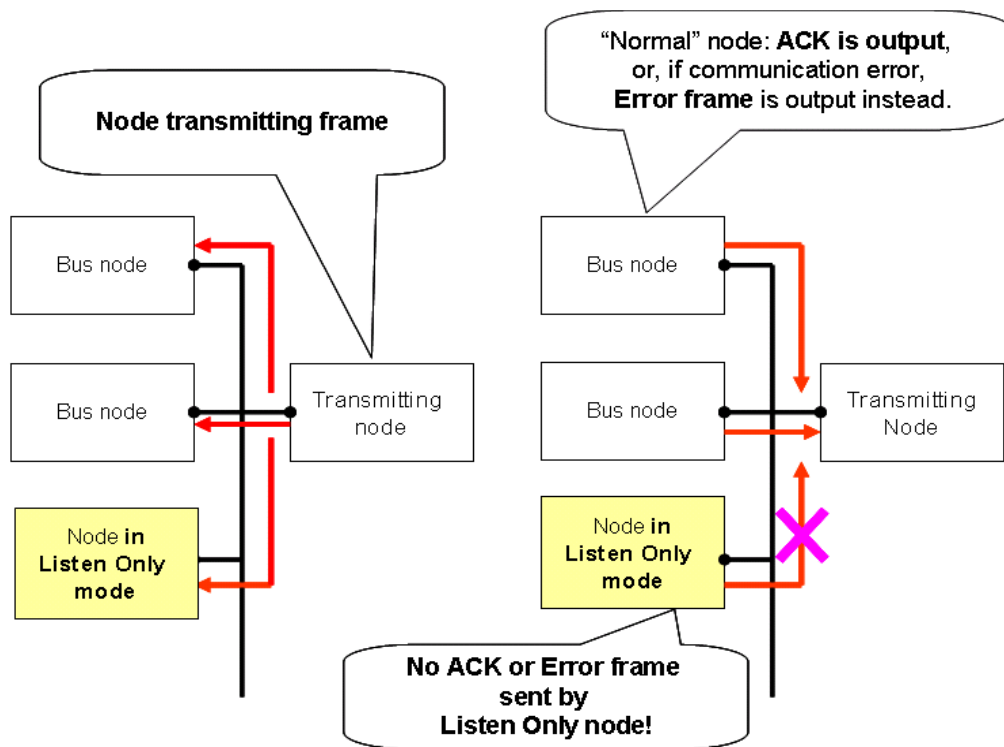 Node transmitting frame
Bus node
Bus node
Transmitting
node
Node in
Listen Only
mode
“Normal” node: ACK is output,
or, if communication error,
Error frame is output instead.
Bus node
Bus node
Transmitting
Node
Node in
Listen Only
mode
No ACK or Error frame
sent by
Listen Only node!